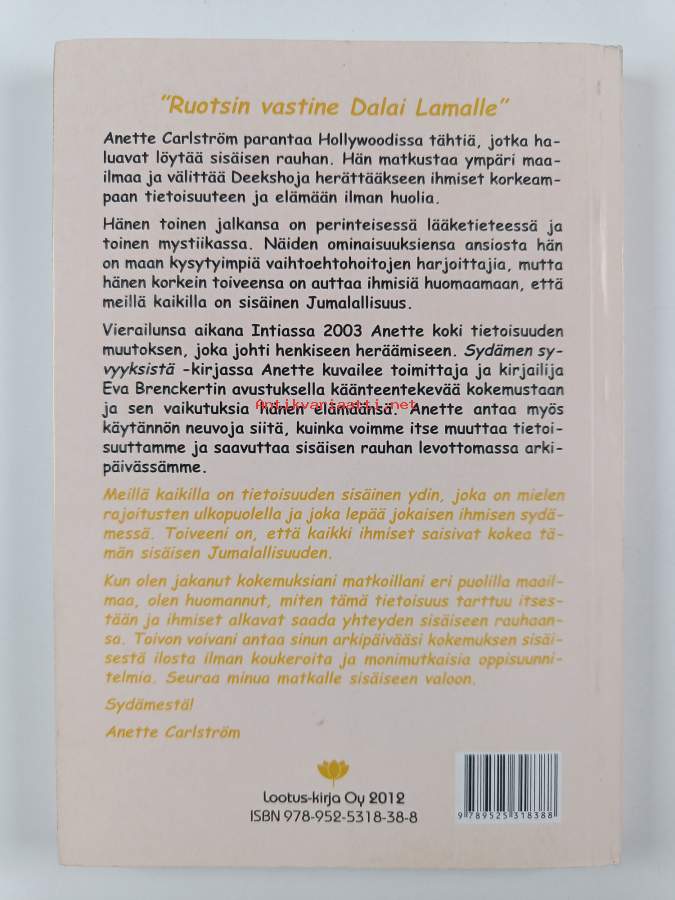 "Ruotsin vastine Dalai Lamalle"
Anette Carlström parantaa Hollywoodissa tähtiä, jotka ha-
luavat löytää sisäisen rauhan. Hän matkustaa ympäri maa-
ilmaa ja välittää Deekshoja herättääkseen ihmiset korkeam-
paan tietoisuuteen ja elämään ilman huolia.
Hänen toinen jalkansa on perinteisessä lääketieteessä ja
toinen mystiikassa. Näiden ominaisuuksiensa ansiosta hän
on maan kysytyimpiä vaihtoehtohoitojen harjoittajia, mutta
hänen korkein toiveensa on auttaa ihmisiä huomaamaan, että
meillä kaikilla on sisäinen Jumalallisuus.
Vierailunsa aikana Intiassa 2003 Anette koki tietoisuuden
muutoksen, joka johti henkiseen heräämiseen. Sydämen sy-
vyyksistä -kirjassa Anette kuvailee toimittaja ja kirjailija
Eva Brenckertin avustuksella käänteentekevää kokemustaan
ja sen vaikutuksia hänen elämäänsä. Anette antaa myös
Antikvariaatti.net
käytännön neuvoja siitä, kuinka voimme itse muuttaa tietoi-
suuttamme ja saavuttaa sisäisen rauhan levottomassa arki-
päivässämme.
Meillä kaikilla on tietoisuuden sisäinen ydin, joka on mielen
rajoitusten ulkopuolella ja joka lepää jokaisen ihmisen sydä-
messä. Toiveeni on, että kaikki ihmiset saisivat kokea tä-
män sisäisen Jumalallisuuden.
Kun olen jakanut kokemuksiani matkoillani eri puolilla maail-
maa, olen huomannut, miten tämä tietoisuus tarttuu itses-
tään ja ihmiset alkavat saada yhteyden sisäiseen rauhaan-
sa. Toivon voivani antaa sinun arkipäivääsi kokemuksen sisäi-
sestä ilosta ilman koukeroita ja monimutkaisia oppisuunni-
telmia. Seuraa minua matkalle sisäiseen valoon.
Sydämestä!
Anette Carlström
Lootus-kirja Oy 2012
ISBN 978-952-5318-38-8
9 789525 318388